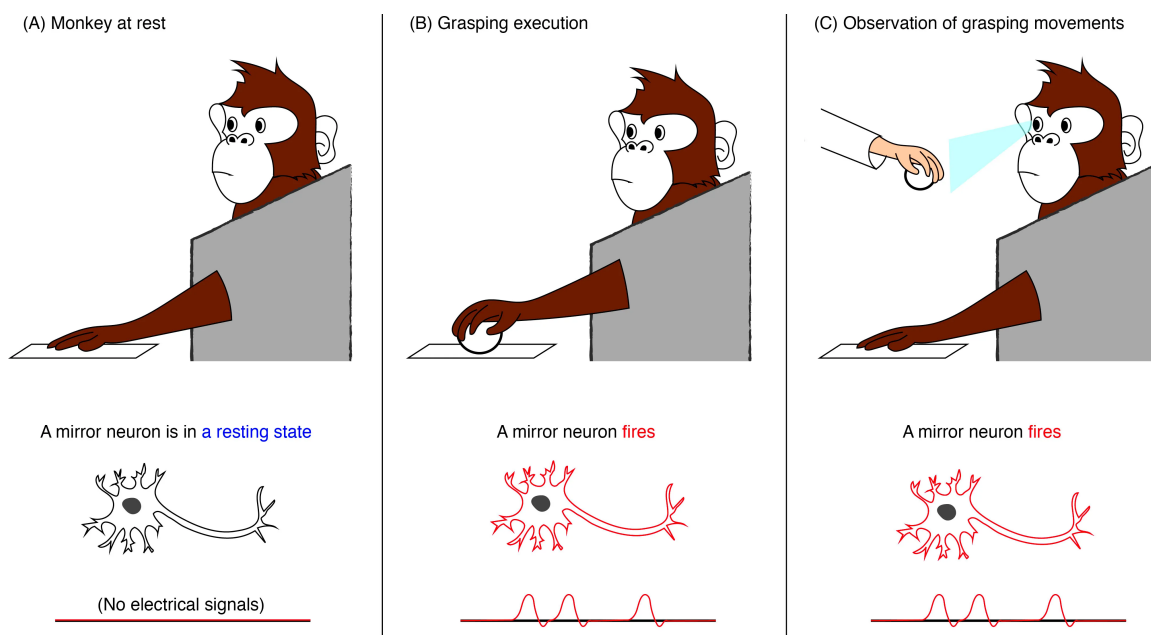 (A) Monkey at rest
(B) Grasping execution
(C) Observation of grasping movements
A mirror neuron is in a resting state
A mirror neuron fires
A mirror neuron fires
(No electrical signals)